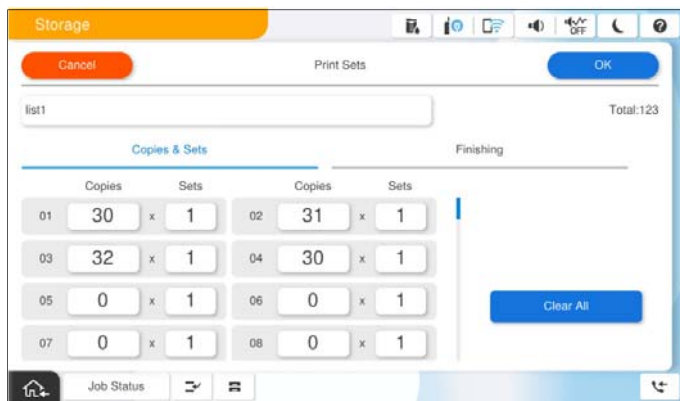 Storage
OFF
Cancel
Print Sets
OK
list1
Total:123
Copies & Sets
Finishing
Copies Sets Copies Sets
01 30 x 1 02 31 x 1
03 32 x 1 04 30 x 1
05 0 x 1 06 0 x 1
07 0 x 1 08 0 x 1
Clear All
Job Status